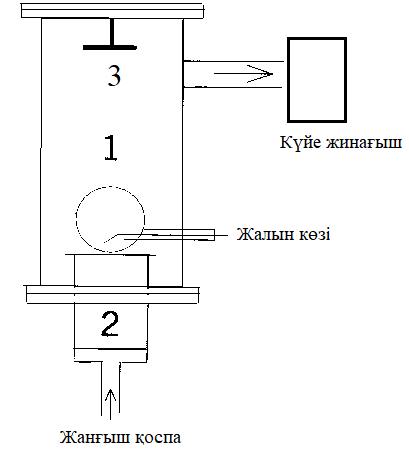 3
Күйе жинағыш
1
Жалын көзі
2
Жанғыш қоспа